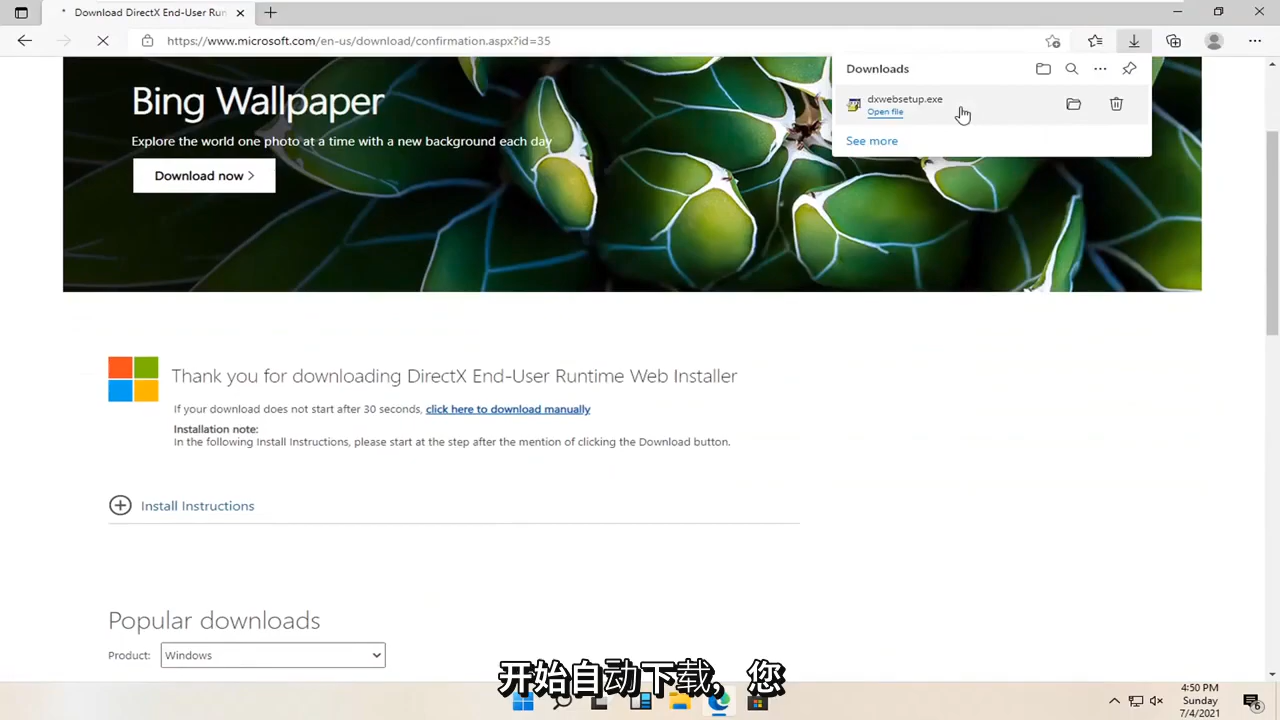 Download DirectX End-User Run
https://www.microsoft.com/en-us/download/confirmation.aspx?id=35
Downloads
dxwebsetup.exe
Open file
See more
Bing Wallpaper
Explore the world one photo at a time with a new background each day
Download now >
Thank you for downloading DirectX End-User Runtime Web Installer
If your download does not start after 30 seconds, click here to download manually
Installation note:
In the following Install Instructions, please start at the step after the mention of clicking the Download button.
Install Instructions
Popular downloads
Product: Windows
开始自动下载，您
4:50 PM
Sunday
7/4/2021
6